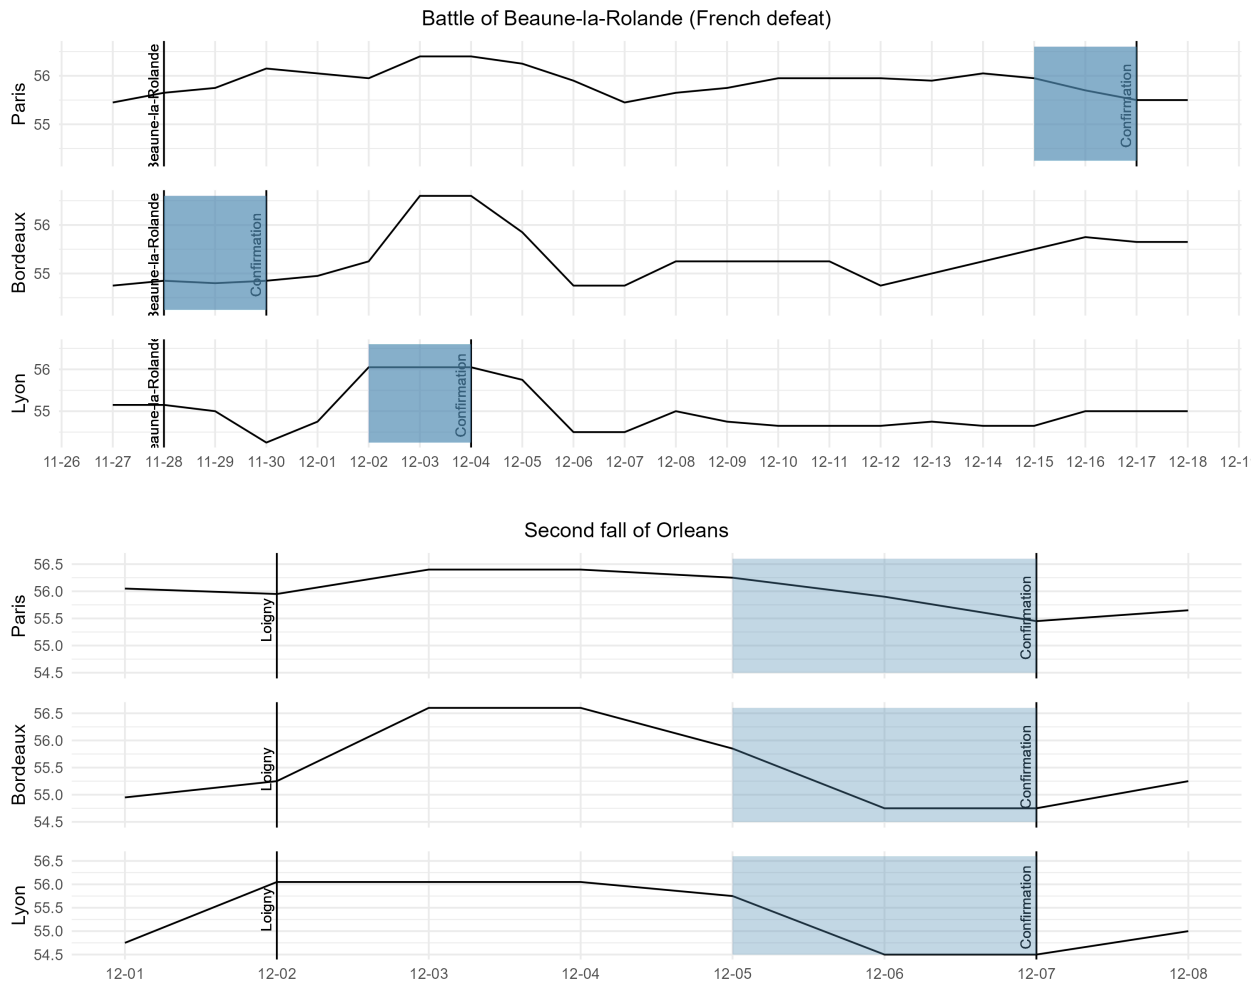 Battle of Beaune-la-Rolande (French defeat)
Paris
56
55
Beaune-la-Rolande
Confirmation
Bordeaux
56
55
Beaune-la-Rolande
Confirmation
Lyon
56
55
eaune-la-Rolande
Confirmation
11-26 11-27 11-28 11-29 11-30 12-01 12-02 12-03 12-04 12-05 12-06 12-07 12-08 12-09 12-10 12-11 12-12 12-13 12-14 12-15 12-16 12-17 12-18 12-1
Second fall of Orleans
Paris
56.5
56.0
55.5
55.0
54.5
Loigny
Confirmation
Bordeaux
56.5
56.0
55.5
55.0
54.5
Loigny
Confirmation
Lyon
56.5
56.0
55.5
55.0
54.5
Loigny
Confirmation
12-01 12-02 12-03 12-04 12-05 12-06 12-07 12-08